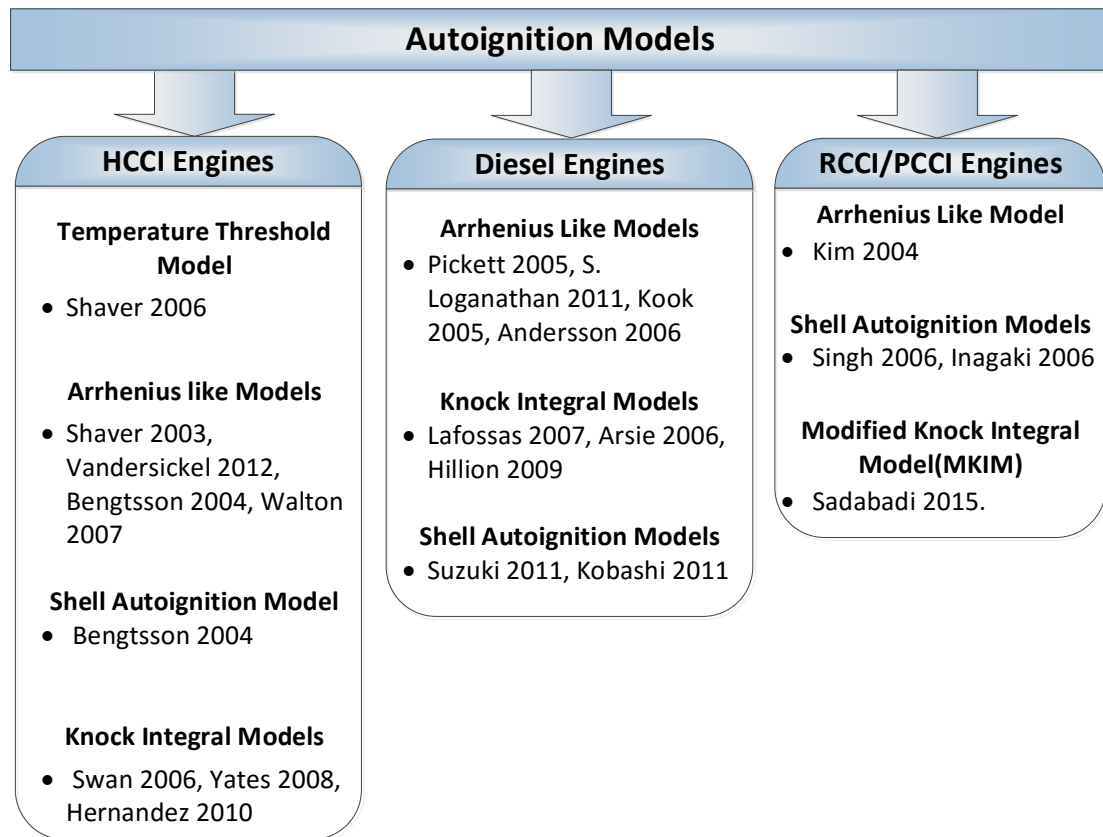 Autoignition Models
HCCI Engines
Temperature Threshold
Model
• Shaver 2006
Arrhenius like Models
• Shaver 2003,
Vandersickel 2012,
Bengtsson 2004, Walton
2007
Shell Autoignition Model
• Bengtsson 2004
Knock Integral Models
• Swan 2006, Yates 2008,
Hernandez 2010
Diesel Engines
Arrhenius Like Models
• Pickett 2005, S.
Loganathan 2011, Kook
2005, Andersson 2006
Knock Integral Models
• Lafossas 2007, Arsie 2006,
Hillion 2009
Shell Autoignition Models
• Suzuki 2011, Kobashi 2011
RCCI/PCCI Engines
Arrhenius Like Model
• Kim 2004
Shell Autoignition Models
• Singh 2006, Inagaki 2006
Modified Knock Integral
Model(MKIM)
• Sadabadi 2015.